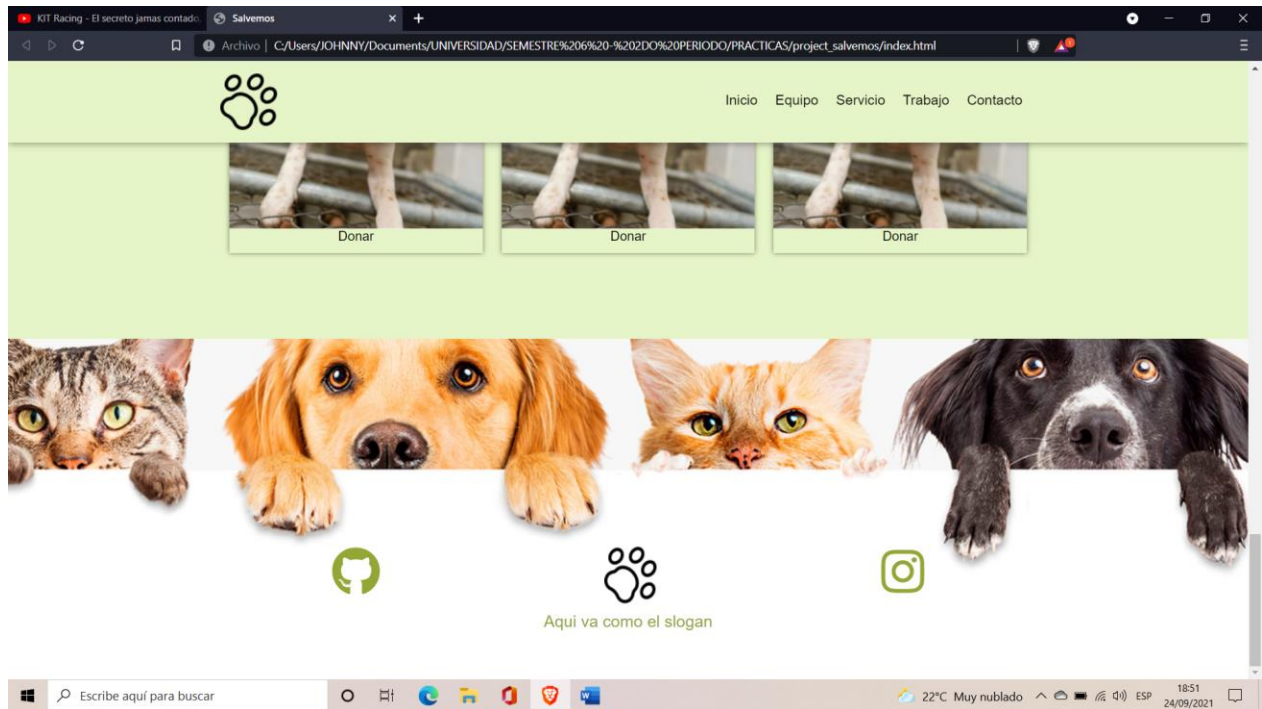 KIT Racing - El secreto jamas contado,
Salvemos
Archivo | C:/Users/JOHNNY/Documents/UNIVERSIDAD/SEMESTRE%206%20-%202DO%20PERIODO/PRACTICAS/project_salvemos/index.html
Inicio Equipo Servicio Trabajo Contacto
Donar Donar Donar
Aqui va como el slogan
Escribe aquí para buscar
22°C Muy nublado
ESP
18:51
24/09/2021